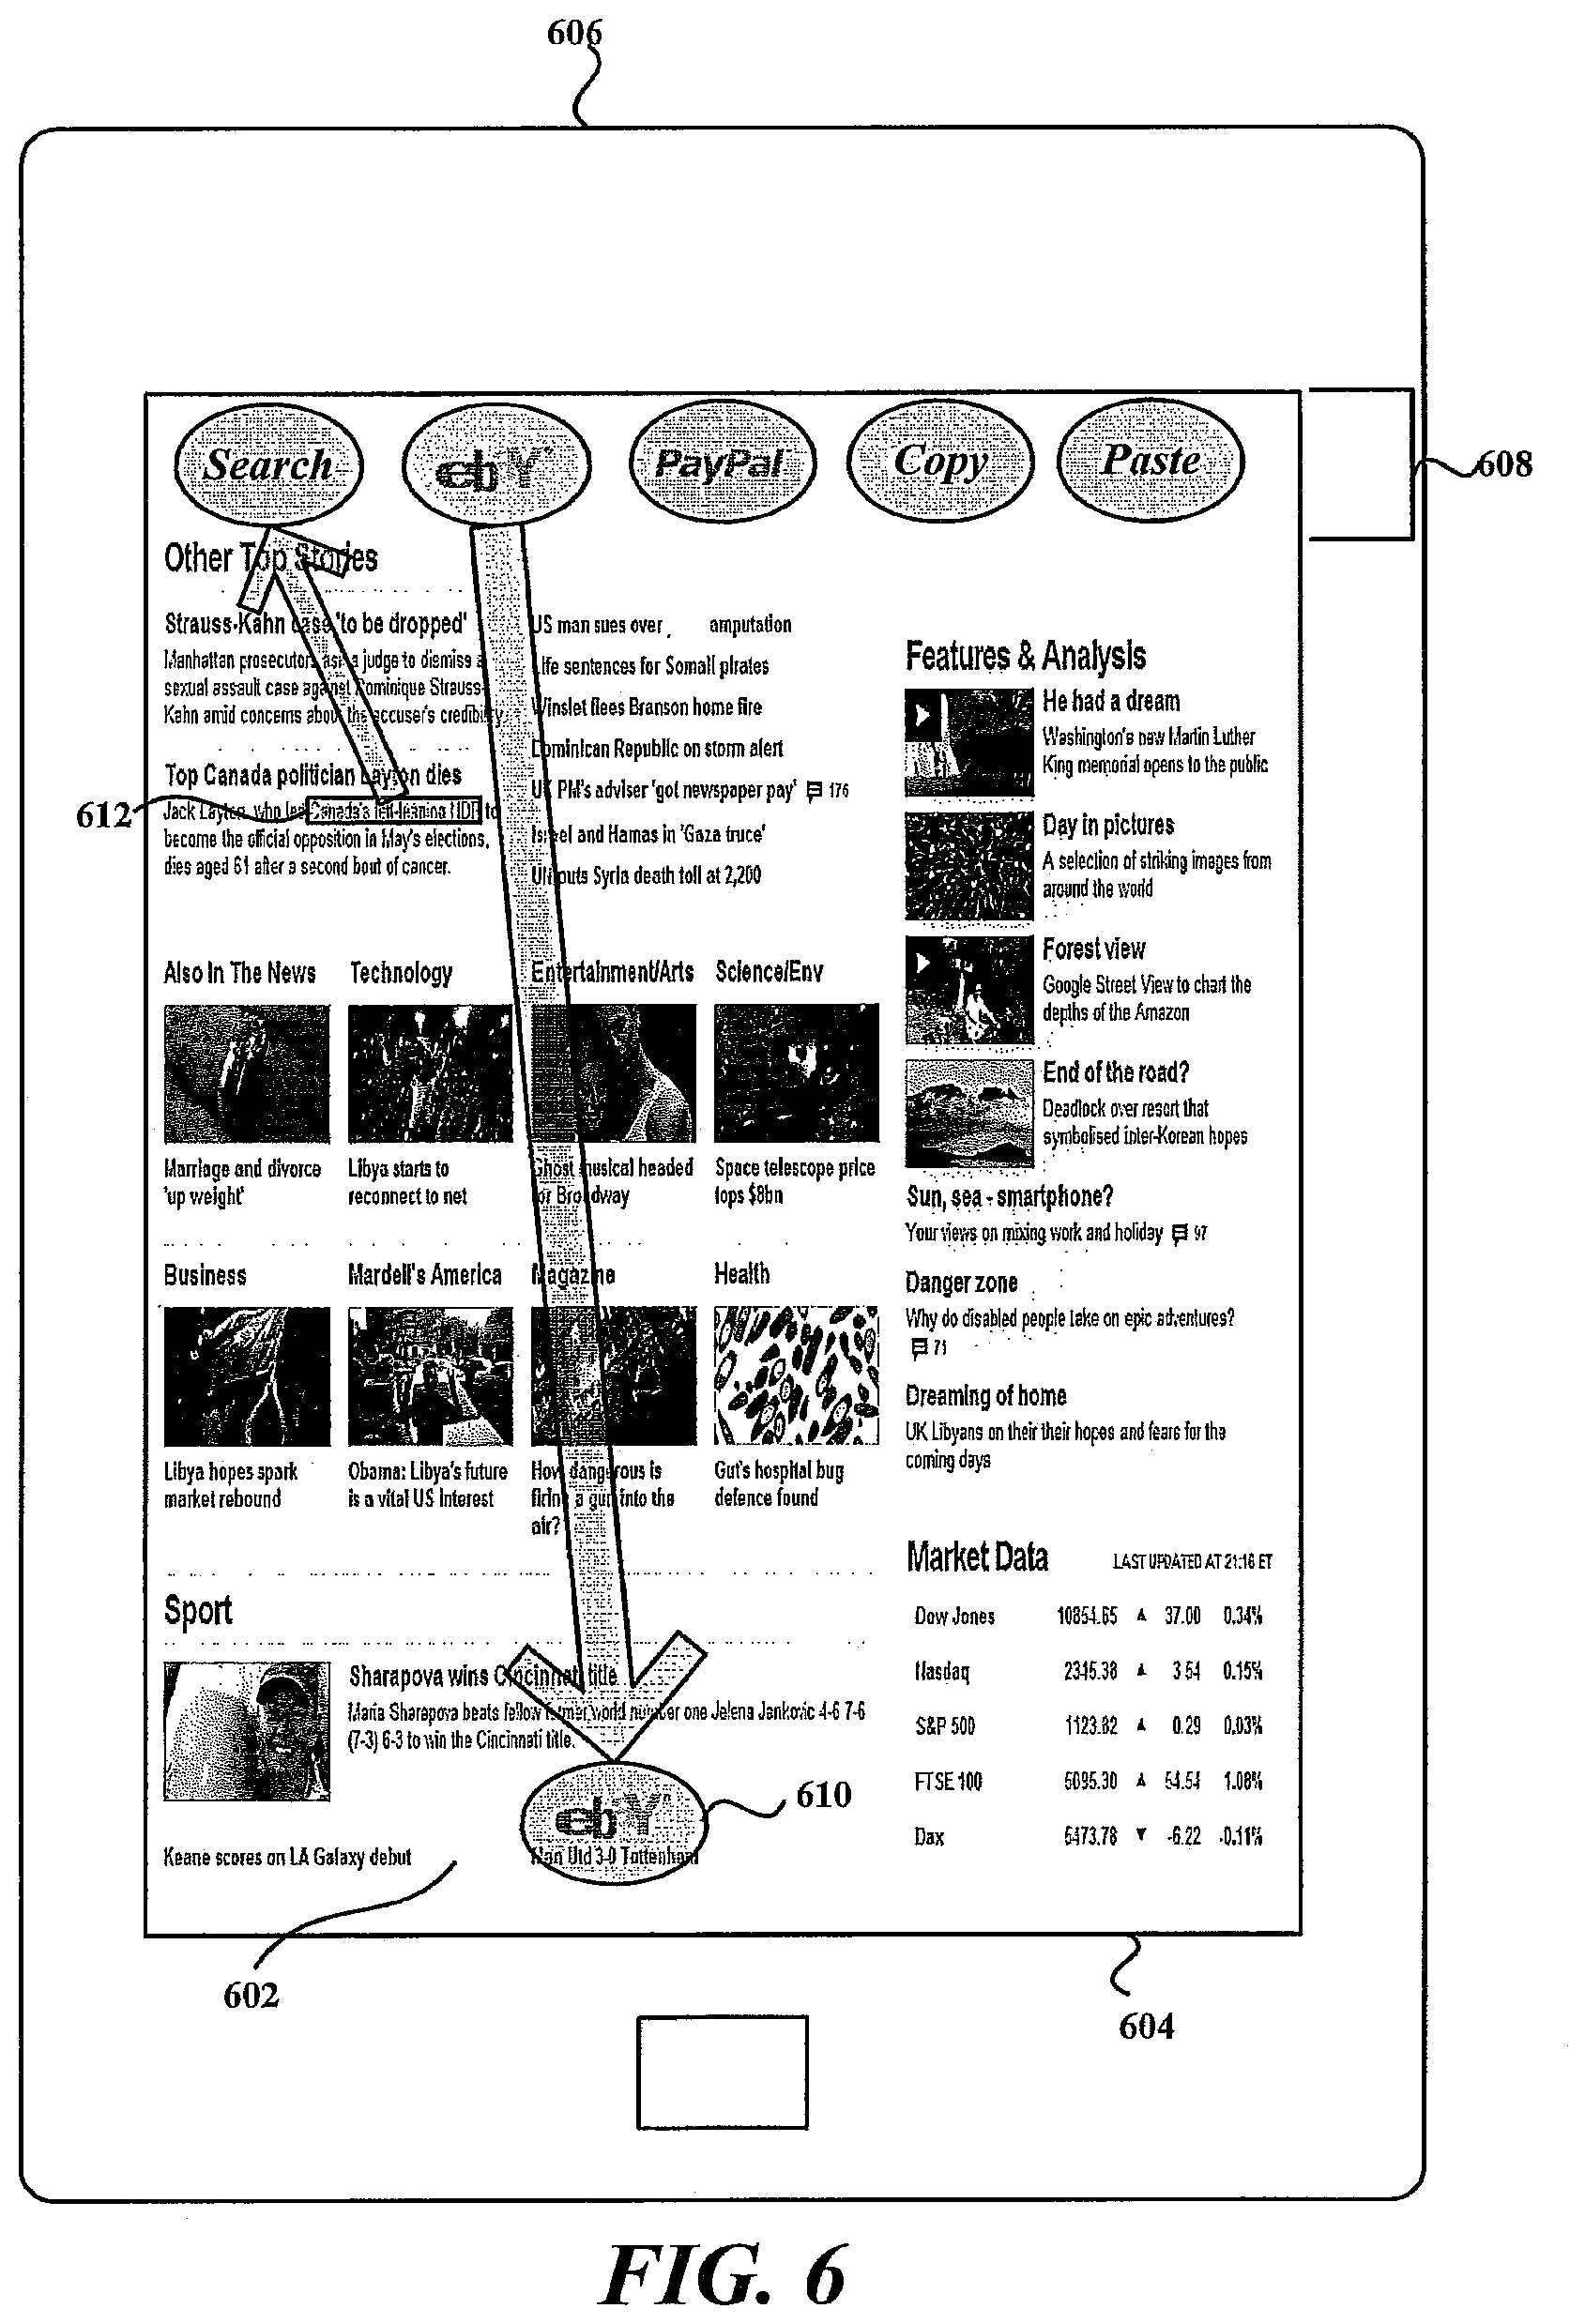 606
Search
ebY
PayPal
Copy
Paste
608
Other Top Stories
Strauss-Kahn case 'to be dropped'
Manhattan prosecutors ask a judge to dismiss a
sexual assault case against Dominique Strauss-
Kahn amid concerns about the accuser's credibility.
Top Canada politician Layton dies
612
Jack Layton, who led Canada's left-leaning NDP to
become the official opposition in May's elections,
dies aged 61 after a second bout of cancer.
US man sues over amputation
Life sentences for Somali pirates
Winslet flees Branson home fire
Dominican Republic on storm alert
UK PM's adviser 'got newspaper pay' 176
Israel and Hamas in 'Gaza truce'
UN puts Syria death toll at 2,200
Features & Analysis
He had a dream
Washington's new Martin Luther
King memorial opens to the public
Day in pictures
A selection of striking images from
around the world
Forest view
Google Street View to chart the
depths of the Amazon
End of the road?
Deadlock over resort that
symbolised inter-Korean hopes
Sun, sea - smartphone?
Your views on mixing work and holiday 97
Danger zone
Why do disabled people take on epic adventures?
71
Dreaming of home
UK Libyans on their their hopes and fears for the
coming days
Also In The News
Marriage and divorce
'up weight'
Technology
Libya starts to
reconnect to net
Entertainment/Arts
Ghost musical headed
for Broadway
Science/Env
Space telescope price
tops $8bn
Business
Libya hopes spark
market rebound
Mardell's America
Obama: Libya's future
is a vital US interest
Magazine
How dangerous is
firing a gun into the
air?
Health
Gut's hospital bug
defence found
Market Data LAST UPDATED AT 21:16 ET
Dow Jones 10854.65 ▲ 37.00 0.34%
Nasdaq 2345.38 ▲ 3.54 0.15%
S&P 500 1123.82 ▲ 0.29 0.03%
FTSE 100 5095.30 ▲ 54.54 1.08%
Dax 5473.78 ▼ -6.22 -0.11%
Sport
Sharapova wins Cincinnati title
Maria Sharapova beats fellow former world number one Jelena Jankovic 4-6 7-6
(7-3) 6-3 to win the Cincinnati title.
ebY
610
Keane scores on LA Galaxy debut
Man Utd 3-0 Tottenham
602
604
FIG. 6